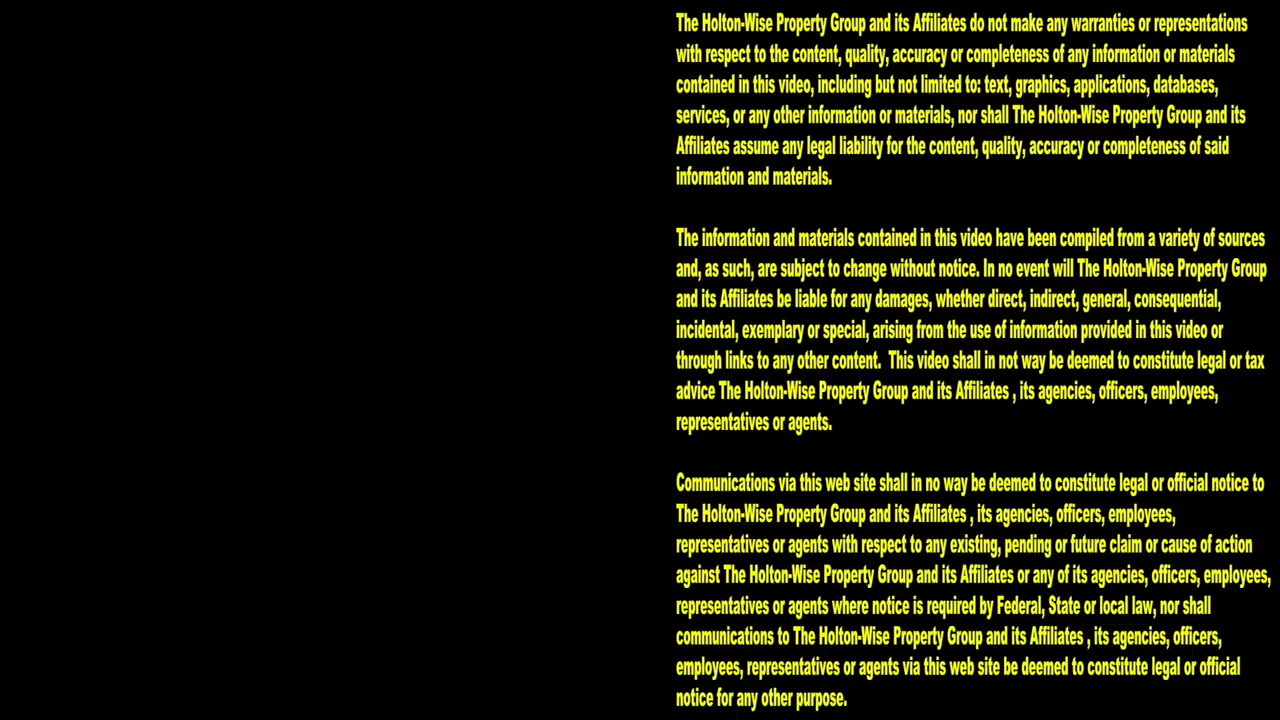 The Holton-Wise Property Group and its Affiliates do not make any warranties or representations
with respect to the content, quality, accuracy or completeness of any information or materials
contained in this video, including but not limited to: text, graphics, applications, databases,
services, or any other information or materials, nor shall The Holton-Wise Property Group and its
Affiliates assume any legal liability for the content, quality, accuracy or completeness of said
information and materials.
The information and materials contained in this video have been compiled from a variety of sources
and, as such, are subject to change without notice. In no event will The Holton-Wise Property Group
and its Affiliates be liable for any damages, whether direct, indirect, general, consequential,
incidental, exemplary or special, arising from the use of information provided in this video or
through links to any other content.  This video shall in not way be deemed to constitute legal or tax
advice The Holton-Wise Property Group and its Affiliates , its agencies, officers, employees,
representatives or agents.
Communications via this web site shall in no way be deemed to constitute legal or official notice to
The Holton-Wise Property Group and its Affiliates , its agencies, officers, employees,
representatives or agents with respect to any existing, pending or future claim or cause of action
against The Holton-Wise Property Group and its Affiliates or any of its agencies, officers, employees,
representatives or agents where notice is required by Federal, State or local law, nor shall
communications to The Holton-Wise Property Group and its Affiliates , its agencies, officers,
employees, representatives or agents via this web site be deemed to constitute legal or official
notice for any other purpose.